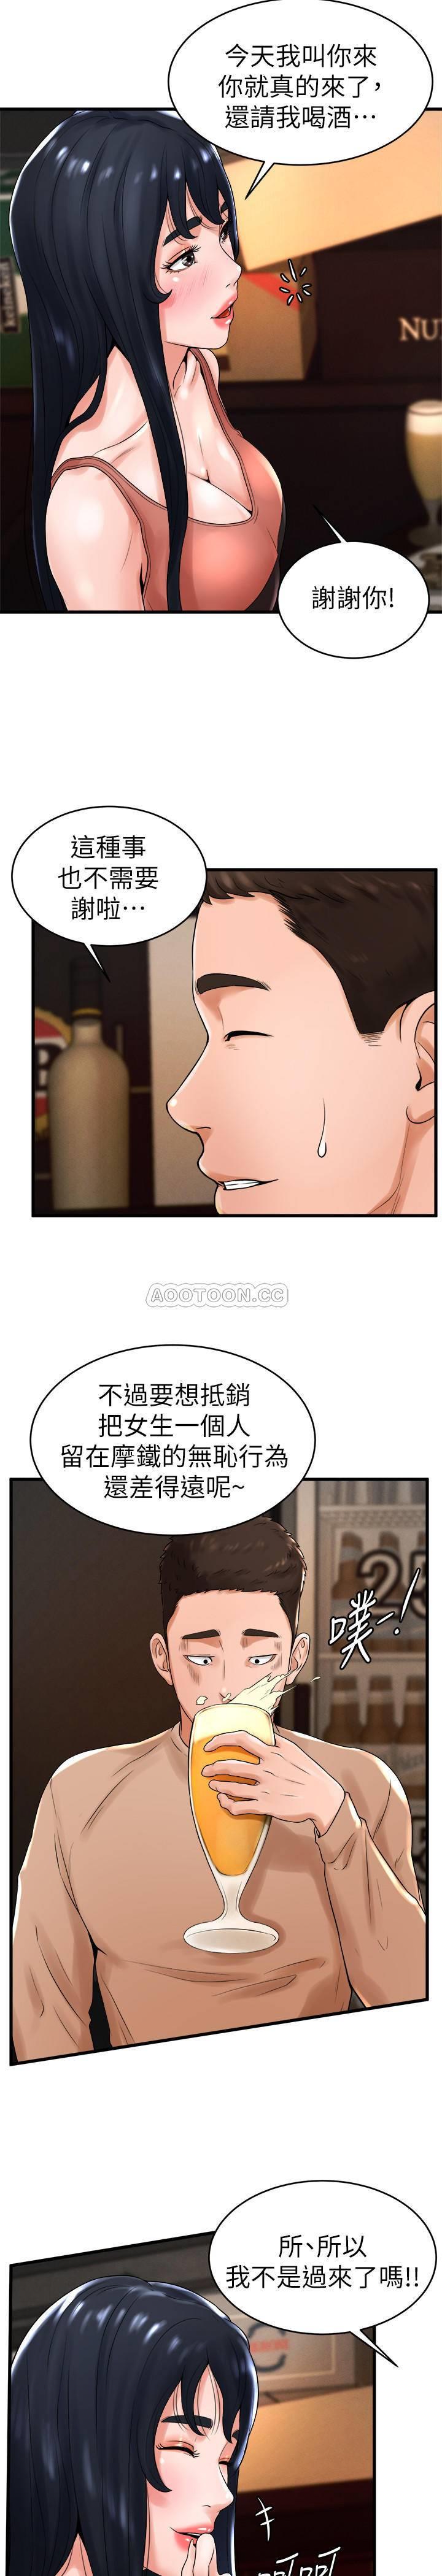 今天我叫你來
你就真的來了,
還請我喝酒…
Heineken
NU
謝謝你!
這種事
也不需要
謝啦…
AOOTOON.CC
不過要想抵銷
把女生一個人
留在摩鐵的無恥行為
還差得遠呢~
25
噗-!
所、所以
我不是過來了嗎!!
呵呵